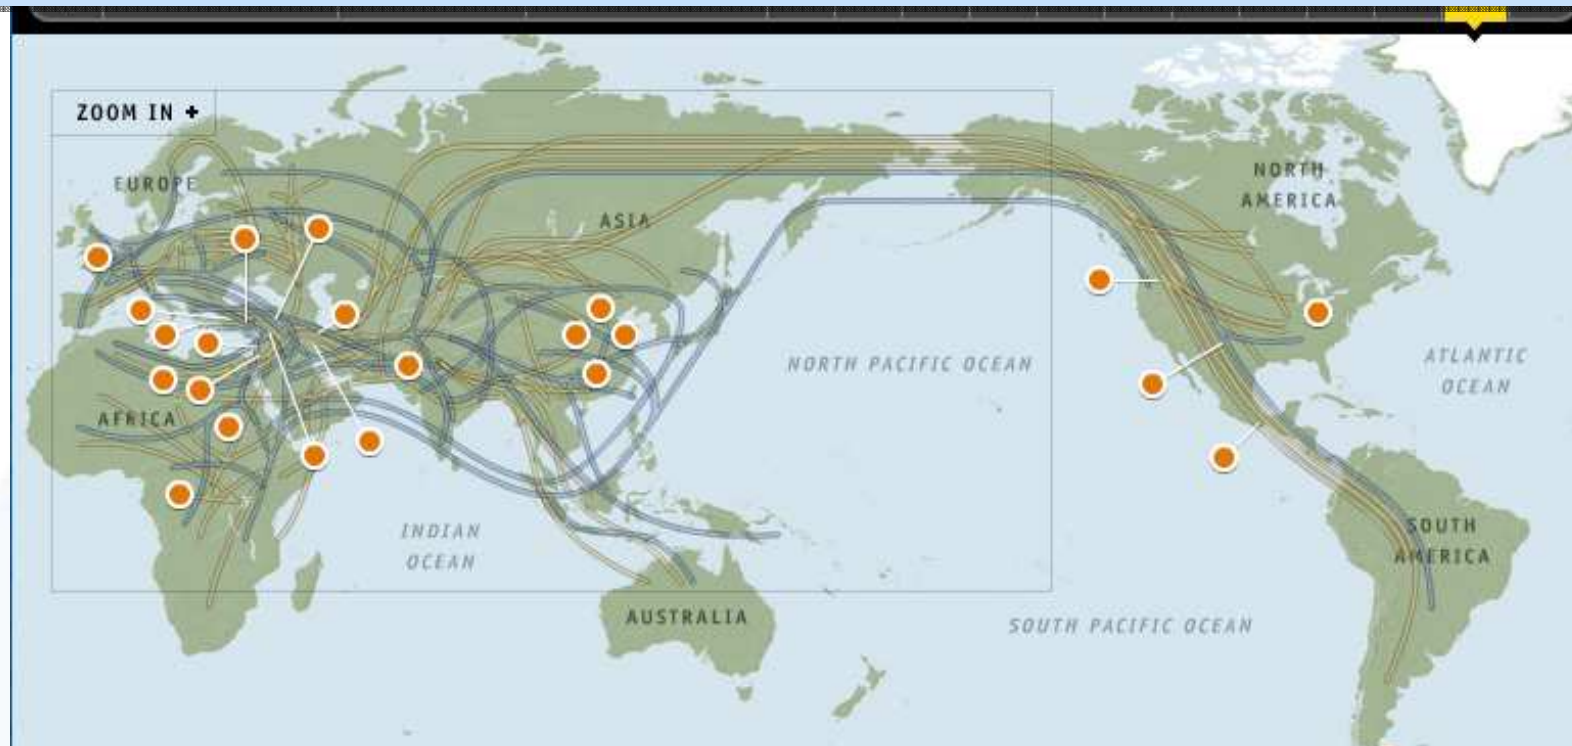 ZOOM IN +
EUROPE
ASIA
NORTH
AMERICA
NORTH PACIFIC OCEAN
ATLANTIC
OCEAN
AFRICA
INDIAN
OCEAN
SOUTH
AMERICA
AUSTRALIA
SOUTH PACIFIC OCEAN